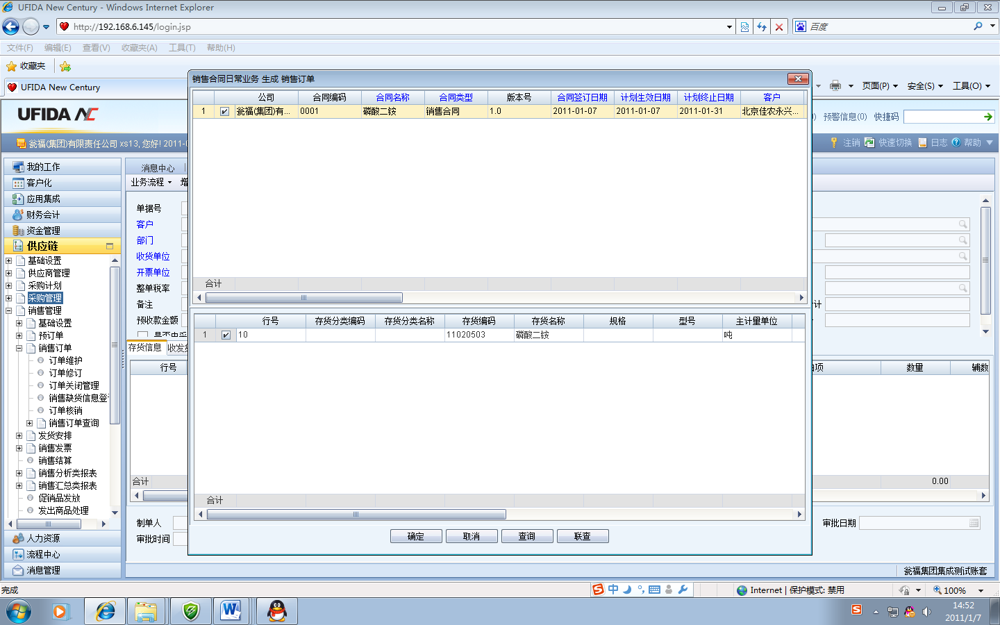 UFIDA New Century - Windows Internet Explorer
http://192.168.6.145/login.jsp
百度
文件(F) 编辑(E) 查看(V) 收藏夹(A) 工具(T) 帮助(H)
收藏夹
UFIDA New Century
页面(P) 安全(S) 工具(O)
UFIDA NC
预警信息(0) 快捷码
瓮福(集团)有限责任公司 xs13, 您好! 2011-
注销 快速切换 日志 帮助
我的工作
客户化
应用集成
财务会计
资金管理
供应链
基础设置
供应商管理
采购计划
采购管理
销售管理
基础设置
预订单
销售订单
订单维护
订单修订
订单关闭管理
销售缺货信息登
订单核销
销售订单查询
发货安排
销售发票
销售结算
销售分析类报表
销售汇总类报表
促销品发放
发出商品处理
人力资源
流程中心
消息管理
消息中心
业务流程 增
单据号
客户
部门
收货单位
开票单位
整单税率
备注
预收款金额
计
存货信息 收发货
行号
项 数量 辅数
合计 0.00
制单人
审批时间
审批日期
瓮福集团集成测试账套
销售合同日常业务 生成 销售订单
公司 合同编码 合同名称 合同类型 版本号 合同签订日期 计划生效日期 计划终止日期 客户
1 瓮福(集团)有... 0001 磷酸二铵 销售合同 1.0 2011-01-07 2011-01-07 2011-01-31 北京佳农永兴...
合计
行号 存货分类编码 存货分类名称 存货编码 存货名称 规格 型号 主计量单位
1 10 11020503 磷酸二铵 吨
合计
确定 取消 查询 联查
完成
中
Internet | 保护模式: 禁用
100%
14:52
2011/1/7